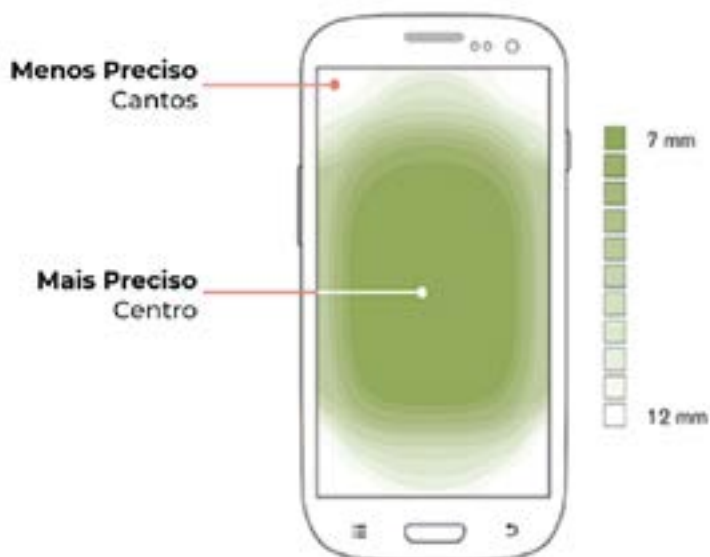 Menos Preciso
Cantos
7 mm
Mais Preciso
Centro
12 mm